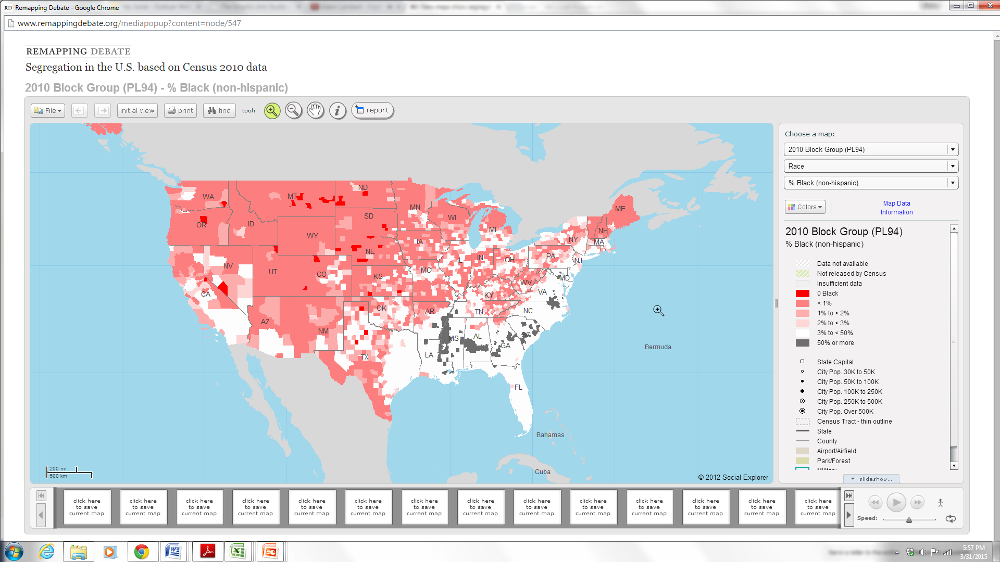 RD Remapping Debate - Google Chrome
www.remappingdebate.org/mediapopup?content=node/547
REMAPPING DEBATE
Segregation in the U.S. based on Census 2010 data
2010 Block Group (PL94) - % Black (non-hispanic)
File
initial view
print
find
tool:
i
report
WA
MT
ND
MN
OR
ID
SD
WI
MI
ME
WY
NH
NY
MA
IA
NE
PA
NJ
NV
UT
CO
IL
IN
OH
KS
MO
WV
MD
CA
KY
VA
AZ
NM
OK
AR
TN
NC
MS
AL
GA
SC
TX
LA
FL
Bermuda
Bahamas
Cuba
200 mi
500 km
© 2012 Social Explorer
Choose a map:
2010 Block Group (PL94)
Race
% Black (non-hispanic)
Colors
Map Data
Information
2010 Block Group (PL94)
% Black (non-hispanic)
Data not available
Not released by Census
Insufficient data
0 Black
< 1%
1% to < 2%
2% to < 3%
3% to < 50%
50% or more
State Capital
City Pop. 30K to 50K
City Pop. 50K to 100K
City Pop. 100K to 250K
City Pop. 250K to 500K
City Pop. Over 500K
Census Tract - thin outline
State
County
Airport/Airfield
Park/Forest
slideshow...
click here
to save
current map
click here
to save
current map
click here
to save
current map
click here
to save
current map
click here
to save
current map
click here
to save
current map
click here
to save
current map
click here
to save
current map
click here
to save
current map
click here
to save
current map
click here
to save
current map
click here
to save
current map
click here
to save
current map
click here
to save
current map
Speed:
5:57 PM
3/31/2015